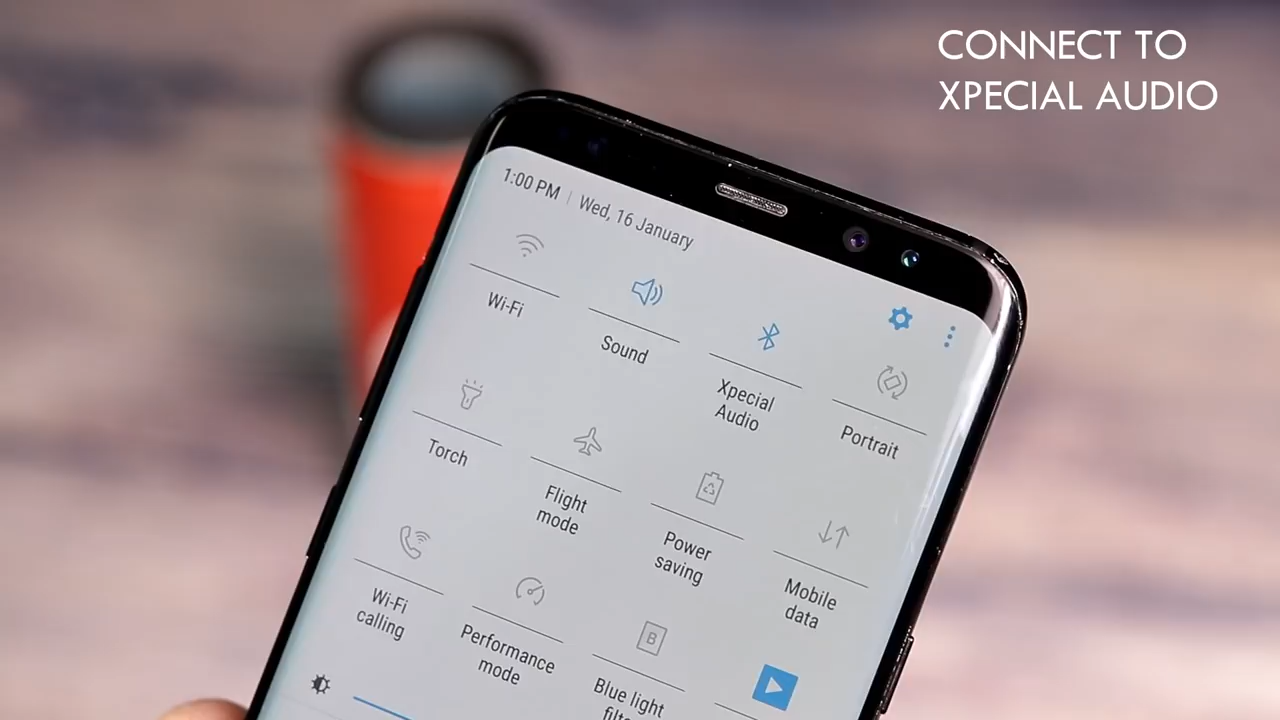 CONNECT TO
XPECIAL AUDIO
1:00 PM | Wed, 16 January
Wi-Fi
Sound
Xpecial
Audio
Portrait
Torch
Flight
mode
Power
saving
Mobile
data
Wi-Fi
calling
Performance
mode
B
Blue light